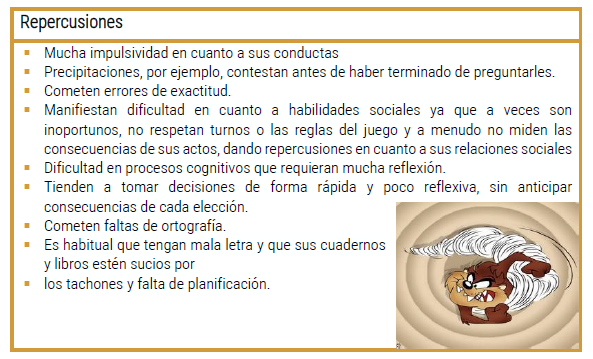 Repercusiones
▪ Mucha impulsividad en cuanto a sus conductas
▪ Precipitaciones, por ejemplo, contestan antes de haber terminado de preguntarles.
▪ Cometen errores de exactitud.
▪ Manifiestan dificultad en cuanto a habilidades sociales ya que a veces son
inoportunos, no respetan turnos o las reglas del juego y a menudo no miden las
consecuencias de sus actos, dando repercusiones en cuanto a sus relaciones sociales
▪ Dificultad en procesos cognitivos que requieran mucha reflexión.
▪ Tienden a tomar decisiones de forma rápida y poco reflexiva, sin anticipar
consecuencias de cada elección.
▪ Cometen faltas de ortografía.
▪ Es habitual que tengan mala letra y que sus cuadernos
y libros estén sucios por
▪ los tachones y falta de planificación.